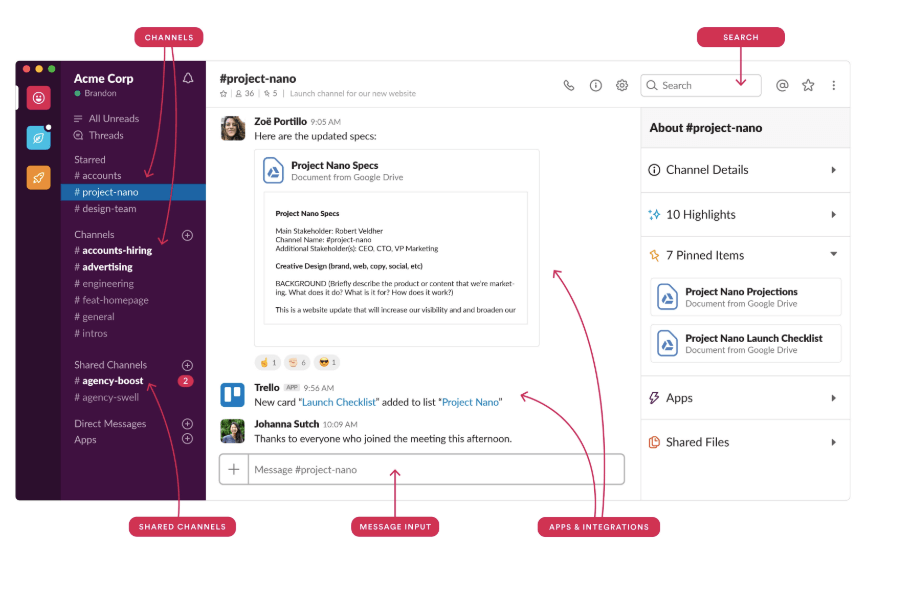 CHANNELS
SEARCH
Acme Corp
Brandon
All Unreads
Threads
Starred
# accounts
# project-nano
# design-team
Channels
# accounts-hiring
# advertising
# engineering
# feat-homepage
# general
# intros
Shared Channels
# agency-boost 2
# agency-swell
Direct Messages
Apps
#project-nano
36 | 5 | Launch channel for our new website
Search
Zoë Portillo 9:05 AM
Here are the updated specs:
Project Nano Specs
Document from Google Drive
Project Nano Specs
Main Stakeholder: Robert Veldher
Channel Name: #project-nano
Additional Stakeholder(s): CEO, CTO, VP Marketing
Creative Design (brand, web, copy, social, etc)
BACKGROUND (Briefly describe the product or content that we're market-
ing. What does it do? What is it for? How does it work?)
This is a website update that will increase our visibility and and broaden our
1 6 1
Trello APP 9:56 AM
New card “Launch Checklist” added to list “Project Nano”
Johanna Sutch 10:09 AM
Thanks to everyone who joined the meeting this afternoon.
Message #project-nano
About #project-nano
Channel Details
10 Highlights
7 Pinned Items
Project Nano Projections
Document from Google Drive
Project Nano Launch Checklist
Document from Google Drive
Apps
Shared Files
SHARED CHANNELS
MESSAGE INPUT
APPS & INTEGRATIONS